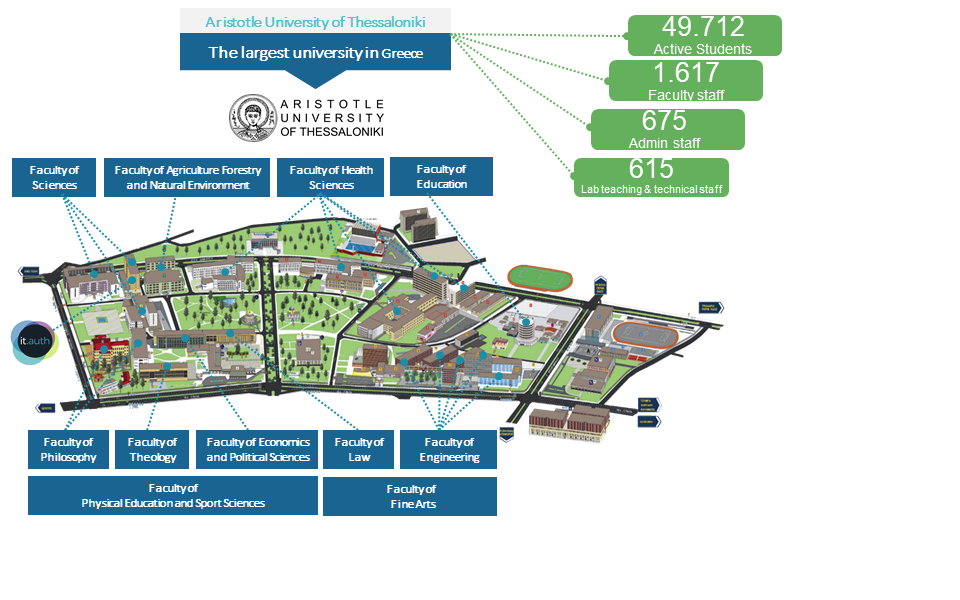 Aristotle University of Thessaloniki
The largest university in Greece
ARISTOTLE
UNIVERSITY
OF THESSALONIKI
49.712
Active Students
1.617
Faculty staff
675
Admin staff
615
Lab teaching & technical staff
Faculty of
Sciences
Faculty of Agriculture Forestry
and Natural Environment
Faculty of Health
Sciences
Faculty of
Education
it.auth
Faculty of
Philosophy
Faculty of
Theology
Faculty of Economics
and Political Sciences
Faculty of
Law
Faculty of
Engineering
Faculty of
Physical Education and Sport Sciences
Faculty of
Fine Arts